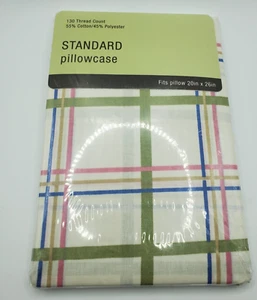 130 Thread Count
55% Cotton/45% Polyester
STANDARD
pillowcase
Fits pillow 20in x 26in